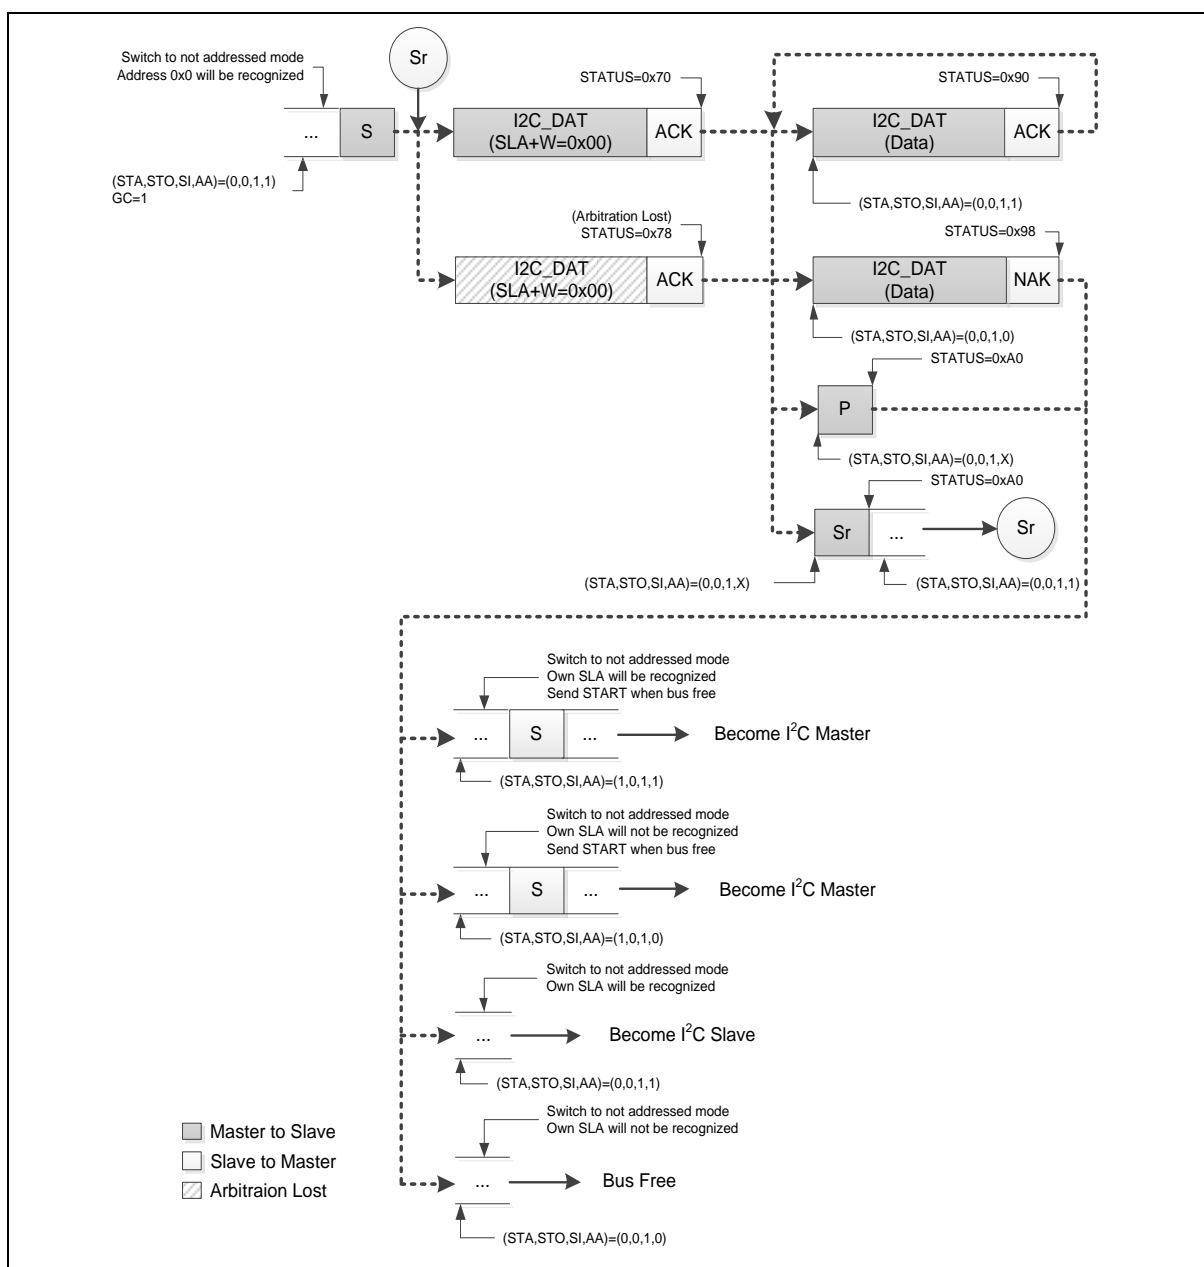 Switch to not addressed mode
Address 0x0 will be recognized
...
S
(STA,STO,SI,AA)=(0,0,1,1)
GC=1
Sr
STATUS=0x70
I2C_DAT
(SLA+W=0x00)
ACK
STATUS=0x90
I2C_DAT
(Data)
ACK
(STA,STO,SI,AA)=(0,0,1,1)
(Arbitration Lost)
STATUS=0x78
I2C_DAT
(SLA+W=0x00)
ACK
STATUS=0x98
I2C_DAT
(Data)
NAK
(STA,STO,SI,AA)=(0,0,1,0)
STATUS=0xA0
P
(STA,STO,SI,AA)=(0,0,1,X)
STATUS=0xA0
Sr
...
Sr
(STA,STO,SI,AA)=(0,0,1,X)
(STA,STO,SI,AA)=(0,0,1,1)
Switch to not addressed mode
Own SLA will be recognized
Send START when bus free
...
S
...
Become I²C Master
(STA,STO,SI,AA)=(1,0,1,1)
Switch to not addressed mode
Own SLA will not be recognized
Send START when bus free
...
S
...
Become I²C Master
(STA,STO,SI,AA)=(1,0,1,0)
Switch to not addressed mode
Own SLA will be recognized
...
Become I²C Slave
(STA,STO,SI,AA)=(0,0,1,1)
Switch to not addressed mode
Own SLA will not be recognized
...
Bus Free
(STA,STO,SI,AA)=(0,0,1,0)
Master to Slave
Slave to Master
Arbitraion Lost